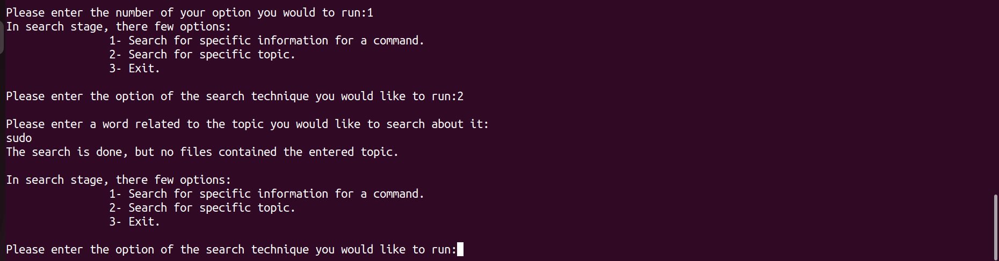 Please enter the number of your option you would to run:1
In search stage, there few options:
1- Search for specific information for a command.
2- Search for specific topic.
3- Exit.
Please enter the option of the search technique you would like to run:2
Please enter a word related to the topic you would like to search about it:
sudo
The search is done, but no files contained the entered topic.
In search stage, there few options:
1- Search for specific information for a command.
2- Search for specific topic.
3- Exit.
Please enter the option of the search technique you would like to run: